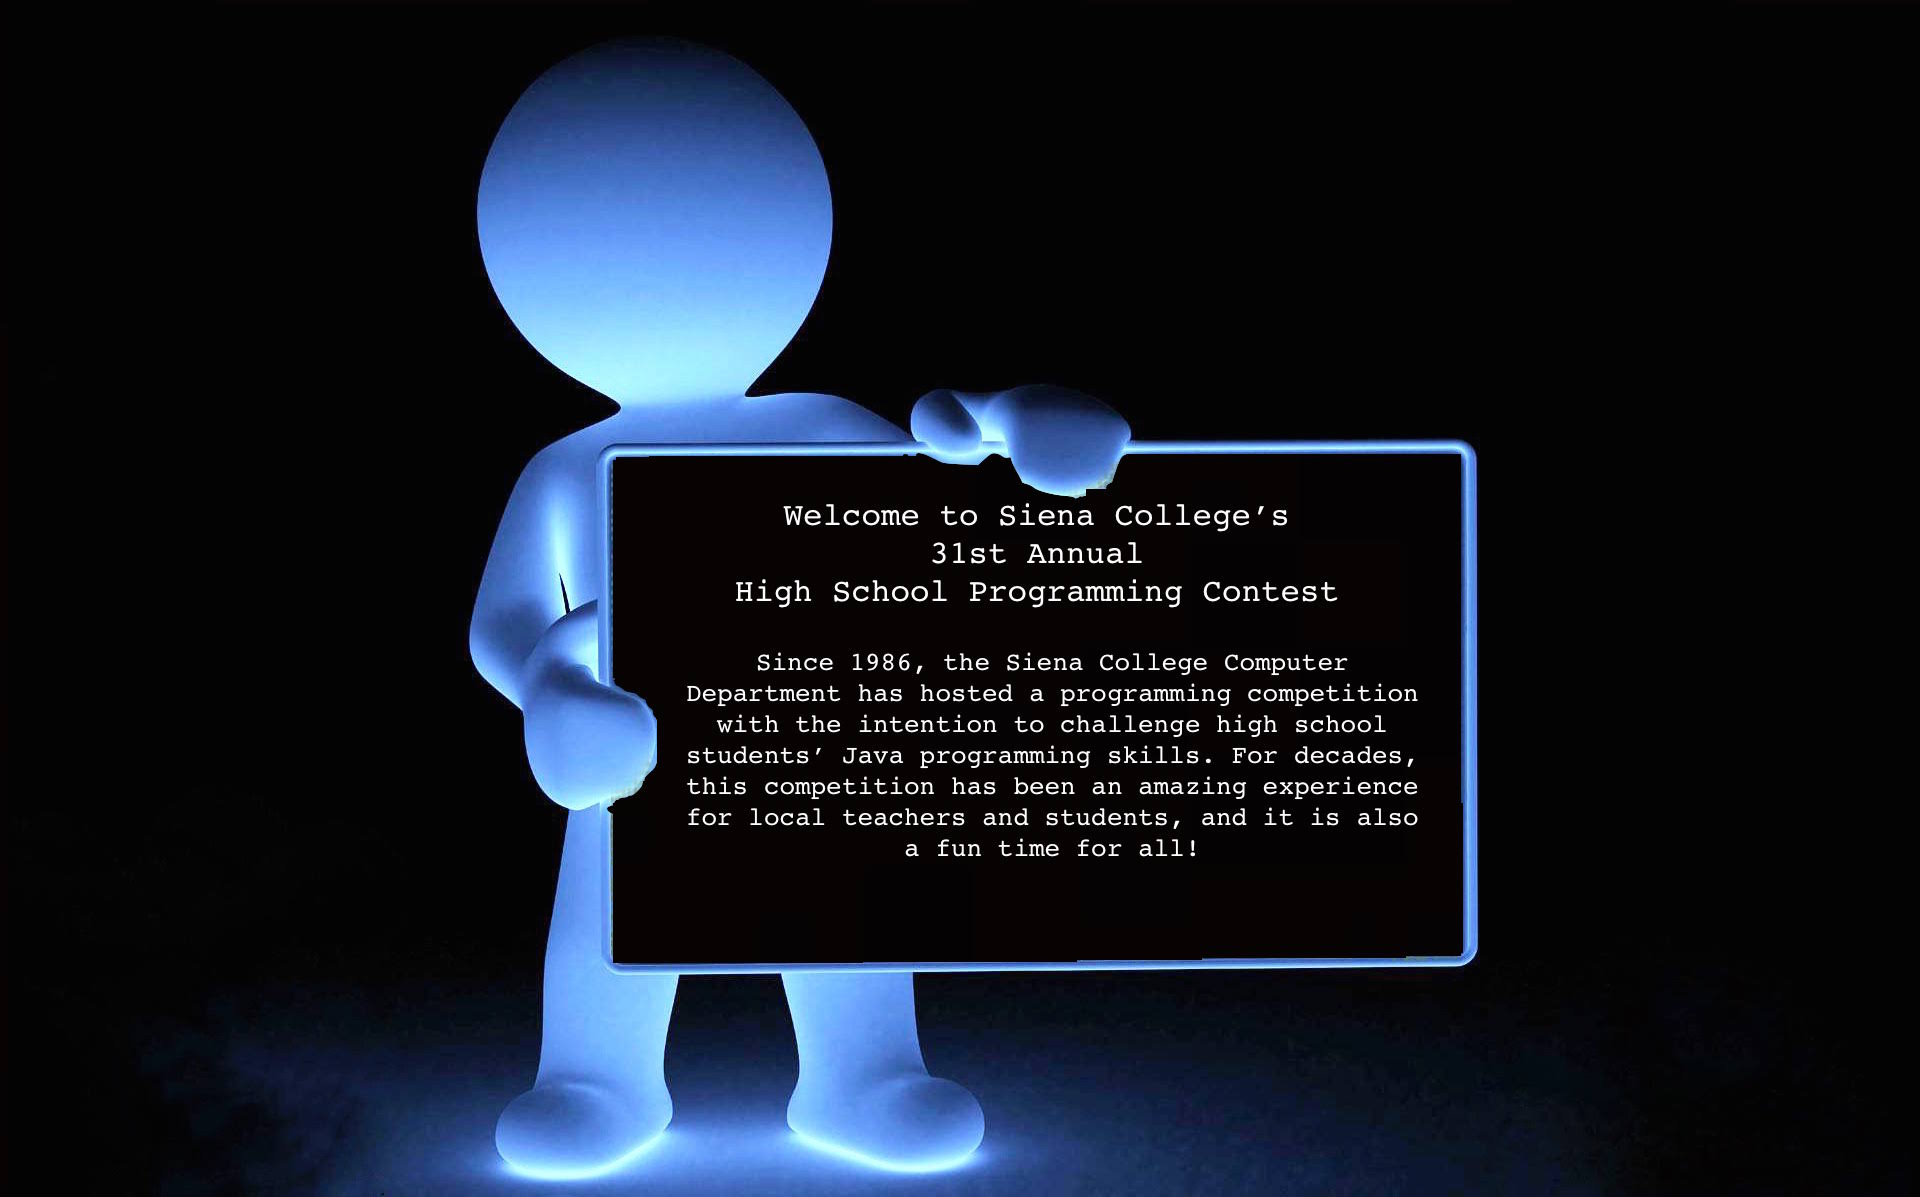 Welcome to Siena College’s
31st Annual
High School Programming Contest
Since 1986, the Siena College Computer
Department has hosted a programming competition
with the intention to challenge high school
students’ Java programming skills. For decades,
this competition has been an amazing experience
for local teachers and students, and it is also
a fun time for all!